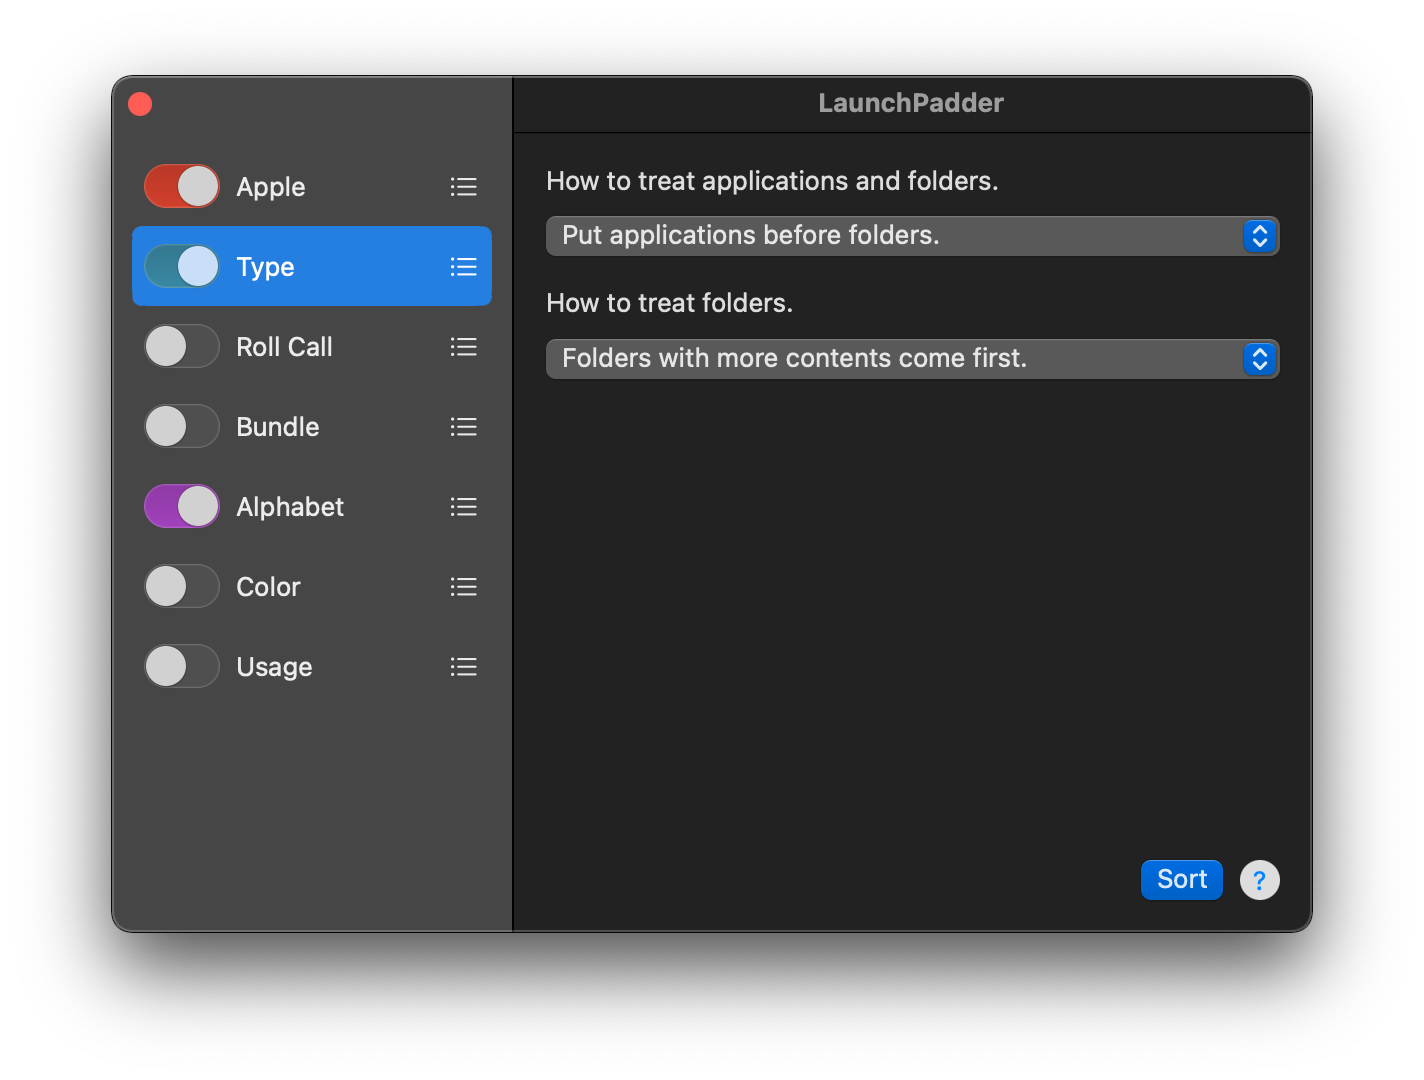 LaunchPadder
Apple
Type
Roll Call
Bundle
Alphabet
Color
Usage
How to treat applications and folders.
Put applications before folders.
How to treat folders.
Folders with more contents come first.
Sort
?